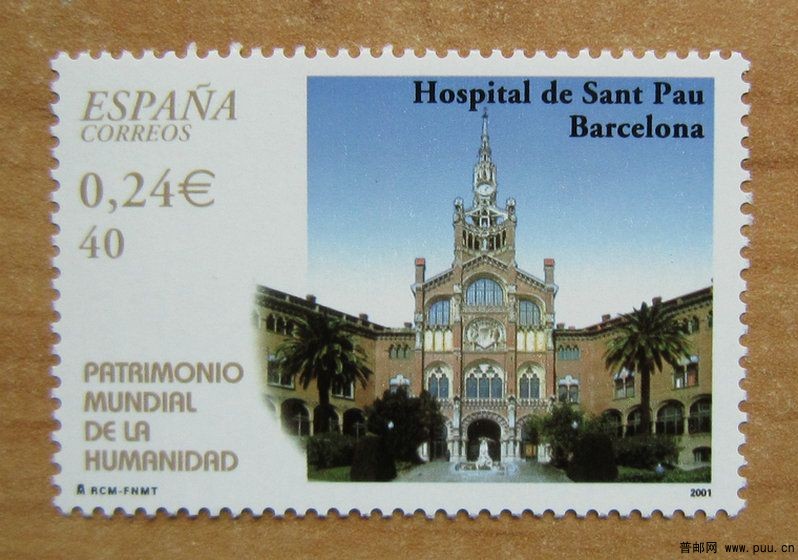 ESPAÑA
CORREOS
0,24€
40
Hospital de Sant Pau
Barcelona
PATRIMONIO
MUNDIAL
DE LA
HUMANIDAD
RCM-FNMT
2001
普邮网 www.puu.cn